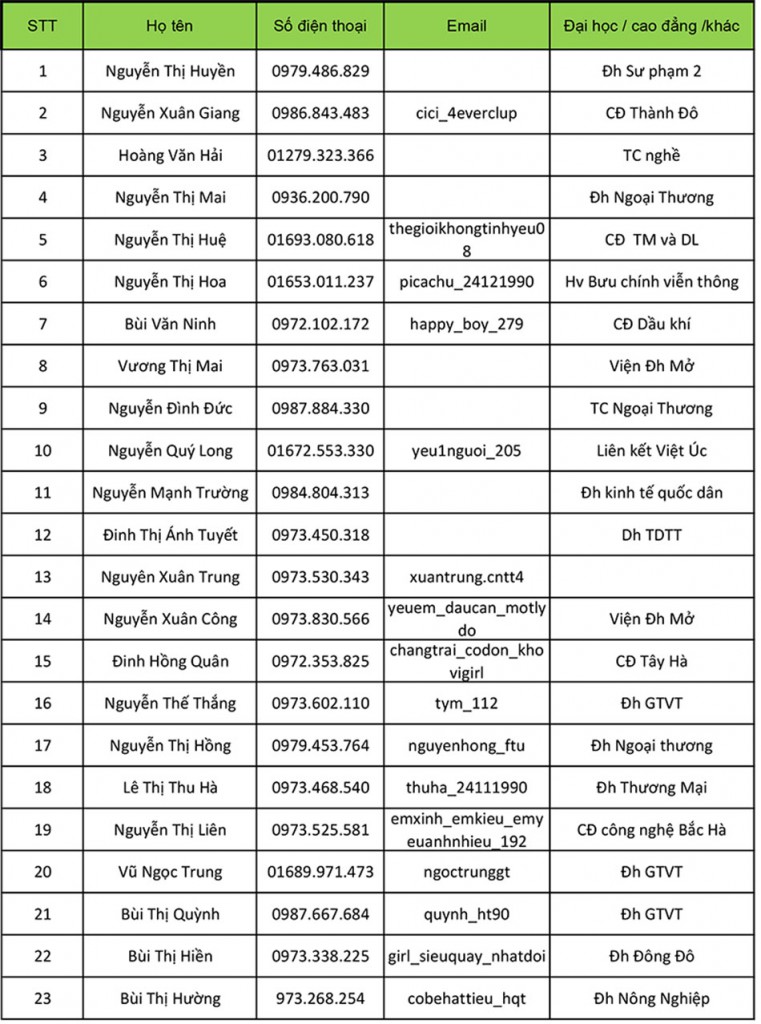 STT Họ tên Số điện thoại Email Đại học / cao đẳng /khác
1 Nguyễn Thị Huyền 0979.486.829 Đh Sư phạm 2
2 Nguyễn Xuân Giang 0986.843.483 cici_4everclup CĐ Thành Đô
3 Hoàng Văn Hải 01279.323.366 TC nghề
4 Nguyễn Thị Mai 0936.200.790 Đh Ngoại Thương
5 Nguyễn Thị Huệ 01693.080.618 thegioikhongtinhyeu0
8 CĐ TM và DL
6 Nguyễn Thị Hoa 01653.011.237 picachu_24121990 Hv Bưu chính viễn thông
7 Bùi Văn Ninh 0972.102.172 happy_boy_279 CĐ Dầu khí
8 Vương Thị Mai 0973.763.031 Viện Đh Mở
9 Nguyễn Đình Đức 0987.884.330 TC Ngoại Thương
10 Nguyễn Quý Long 01672.553.330 yeu1nguoi_205 Liên kết Việt Úc
11 Nguyễn Mạnh Trường 0984.804.313 Đh kinh tế quốc dân
12 Đinh Thị Ánh Tuyết 0973.450.318 Dh TDTT
13 Nguyên Xuân Trung 0973.530.343 xuantrung.cntt4
14 Nguyễn Xuân Công 0973.830.566 yeuem_daucan_motly
do Viện Đh Mở
15 Đinh Hồng Quân 0972.353.825 changtrai_codon_kho
vigirl CĐ Tây Hà
16 Nguyễn Thế Thắng 0973.602.110 tym_112 Đh GTVT
17 Nguyễn Thị Hồng 0979.453.764 nguyenhong_ftu Đh Ngoại thương
18 Lê Thị Thu Hà 0973.468.540 thuha_24111990 Đh Thương Mại
19 Nguyễn Thị Liên 0973.525.581 emxinh_emkieu_emy
euanhnhieu_192 CĐ công nghệ Bắc Hà
20 Vũ Ngọc Trung 01689.971.473 ngoctrunggt Đh GTVT
21 Bùi Thị Quỳnh 0987.667.684 quynh_ht90 Đh GTVT
22 Bùi Thị Hiền 0973.338.225 girl_sieuquay_nhatdoi Đh Đông Đô
23 Bùi Thị Hường 973.268.254 cobehattieu_hqt Đh Nông Nghiệp